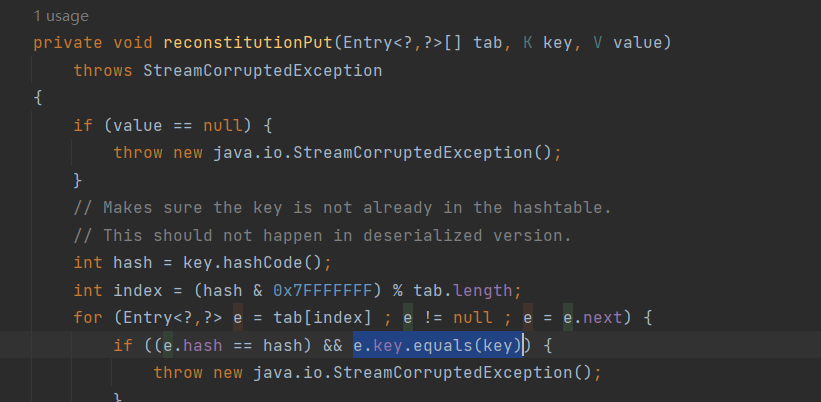 1 usage
private void reconstitutionPut(Entry<?,?>[] tab, K key, V value)
throws StreamCorruptedException
{
if (value == null) {
throw new java.io.StreamCorruptedException();
}
// Makes sure the key is not already in the hashtable.
// This should not happen in deserialized version.
int hash = key.hashCode();
int index = (hash & 0x7FFFFFFF) % tab.length;
for (Entry<?,?> e = tab[index] ; e != null ; e = e.next) {
if ((e.hash == hash) && e.key.equals(key)) {
throw new java.io.StreamCorruptedException();
}